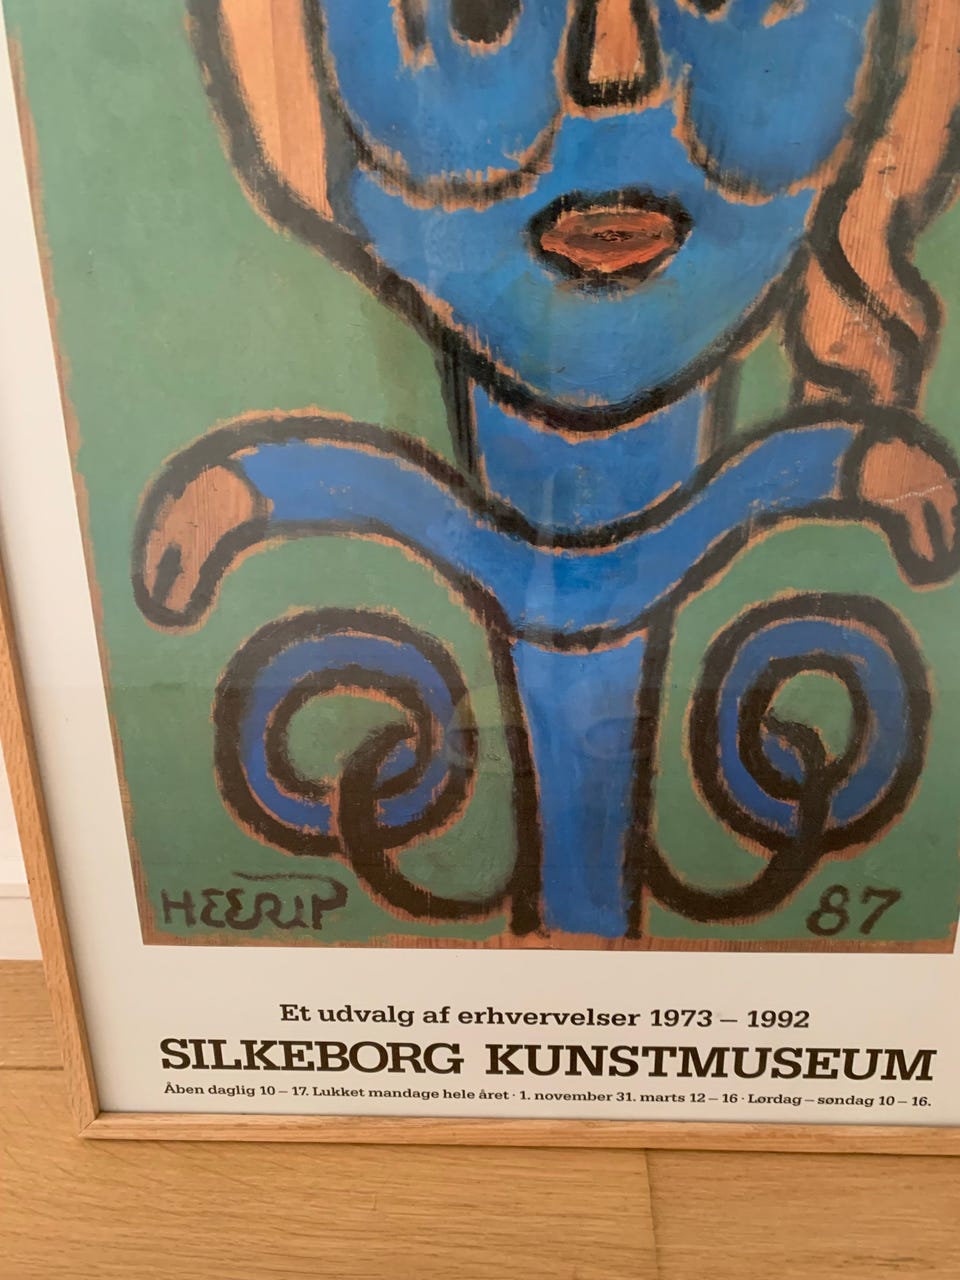 HEERUP 87
Et udvalg af erhvervelser 1973 – 1992
SILKEBORG KUNSTMUSEUM
Åben daglig 10 – 17. Lukket mandage hele året · 1. november 31. marts 12 – 16 · Lørdag – søndag 10 – 16.